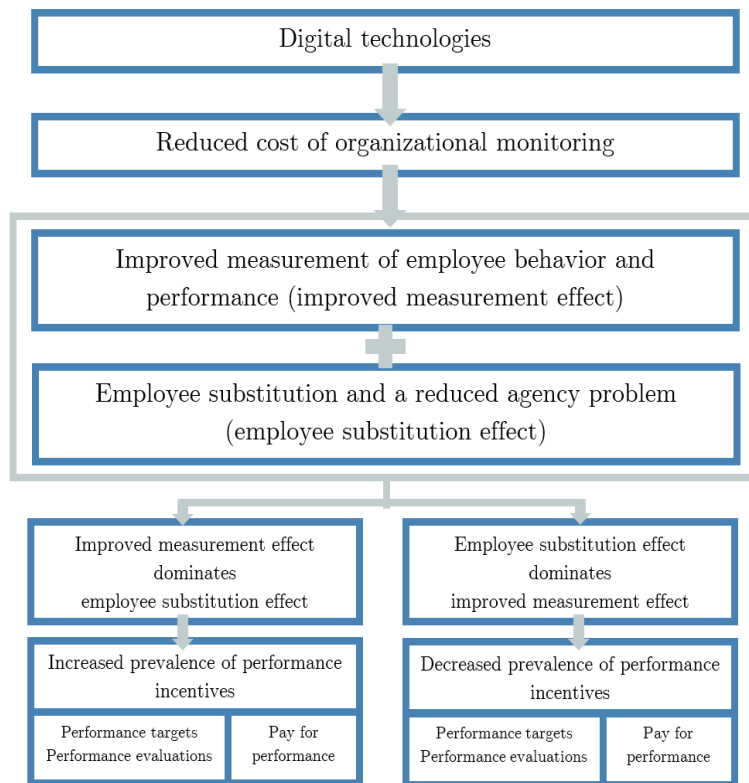 Digital technologies
Reduced cost of organizational monitoring
Improved measurement of employee behavior and
performance (improved measurement effect)
Employee substitution and a reduced agency problem
(employee substitution effect)
Improved measurement effect
dominates
employee substitution effect
Employee substitution effect
dominates
improved measurement effect
Increased prevalence of performance
incentives
Decreased prevalence of performance
incentives
Performance targets
Performance evaluations
Pay for
performance
Performance targets
Performance evaluations
Pay for
performance